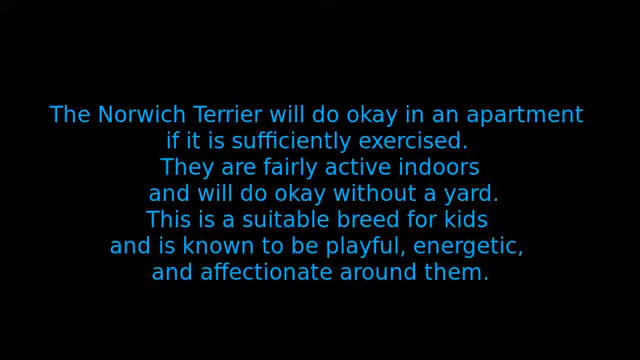 The Norwich Terrier will do okay in an apartment
if it is sufficiently exercised.
They are fairly active indoors
and will do okay without a yard.
This is a suitable breed for kids
and is known to be playful, energetic,
and affectionate around them.